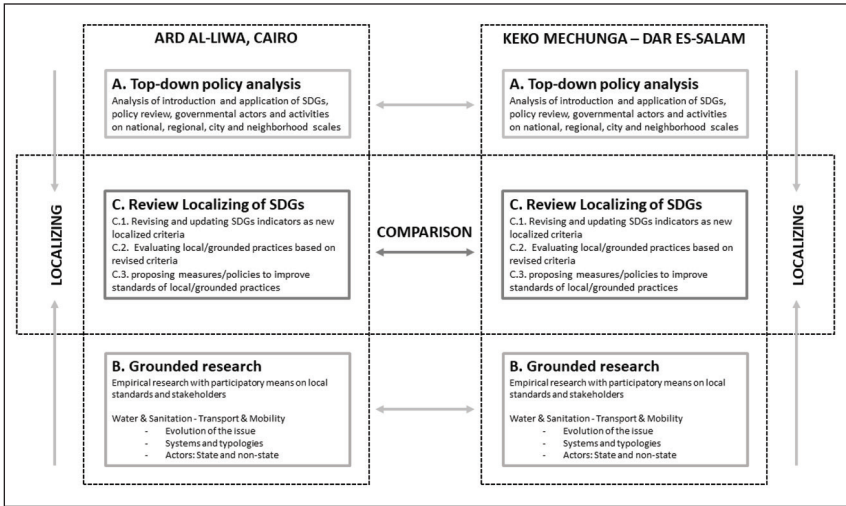 ARD AL-LIWA, CAIRO
KEKO MECHUNGA – DAR ES-SALAM
A. Top-down policy analysis
Analysis of introduction and application of SDGs,
policy review, governmental actors and activities
on national, regional, city and neighborhood scales
A. Top-down policy analysis
Analysis of introduction and application of SDGs,
policy review, governmental actors and activities
on national, regional, city and neighborhood scales
LOCALIZING
C. Review Localizing of SDGs
C.1. Revising and updating SDGs indicators as new
localized criteria
C.2. Evaluating local/grounded practices based on
revised criteria
C.3. proposing measures/policies to improve
standards of local/grounded practices
COMPARISON
C. Review Localizing of SDGs
C.1. Revising and updating SDGs indicators as new
localized criteria
C.2. Evaluating local/grounded practices based on
revised criteria
C.3. proposing measures/policies to improve
standards of local/grounded practices
LOCALIZING
B. Grounded research
Empirical research with participatory means on local
standards and stakeholders
Water & Sanitation - Transport & Mobility
- Evolution of the issue
- Systems and typologies
- Actors: State and non-state
B. Grounded research
Empirical research with participatory means on local
standards and stakeholders
Water & Sanitation - Transport & Mobility
- Evolution of the issue
- Systems and typologies
- Actors: State and non-state